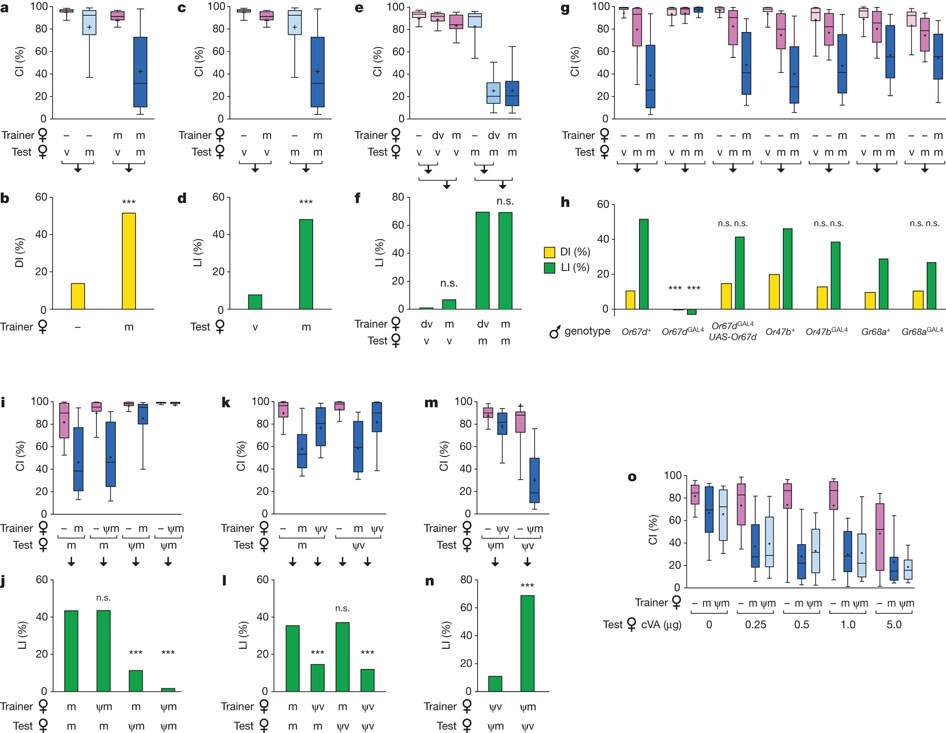 a
CI (%)
100
80
60
40
20
0
Trainer ♀ – – m m
Test ♀ v m v m
c
CI (%)
100
80
60
40
20
0
Trainer ♀ – m – m
Test ♀ v v m m
e
CI (%)
100
80
60
40
20
0
Trainer ♀ – dv m – dv m
Test ♀ v v v m m m
g
CI (%)
100
80
60
40
20
0
Trainer ♀ – – m – – m – – m – – m – – m – – m – – m
Test ♀ v m m v m m v m m v m m v m m v m m v m m
b
DI (%)
60
40
20
0
***
Trainer ♀ – m
d
LI (%)
60
40
20
0
***
Test ♀ v m
f
LI (%)
80
60
40
20
0
n.s.
n.s.
Trainer ♀ dv m dv m
Test ♀ v v m m
h
60
40
20
0
DI (%)
LI (%)
*** ***
n.s. n.s.
n.s. n.s.
n.s. n.s.
♂ genotype
Or67d+
Or67dGAL4
Or67dGAL4
UAS-Or67d
Or47b+
Or47bGAL4
Gr68a+
Gr68aGAL4
i
CI (%)
100
80
60
40
20
0
Trainer ♀ – m – ψm – m – ψm
Test ♀ m m ψm ψm
k
CI (%)
100
80
60
40
20
0
Trainer ♀ – m ψv – m ψv
Test ♀ m ψv
m
CI (%)
100
80
60
40
20
0
Trainer ♀ – ψv – ψm
Test ♀ ψm ψv
o
CI (%)
100
80
60
40
20
0
Trainer ♀ – m ψm – m ψm – m ψm – m ψm – m ψm
Test ♀ cVA (μg) 0 0.25 0.5 1.0 5.0
j
LI (%)
60
40
20
0
n.s.
***
***
Trainer ♀ m ψm m ψm
Test ♀ m m ψm ψm
l
LI (%)
60
40
20
0
***
n.s.
***
Trainer ♀ m ψv m ψv
Test ♀ m m ψv ψv
n
LI (%)
80
60
40
20
0
***
Trainer ♀ ψv ψm
Test ♀ ψm ψv